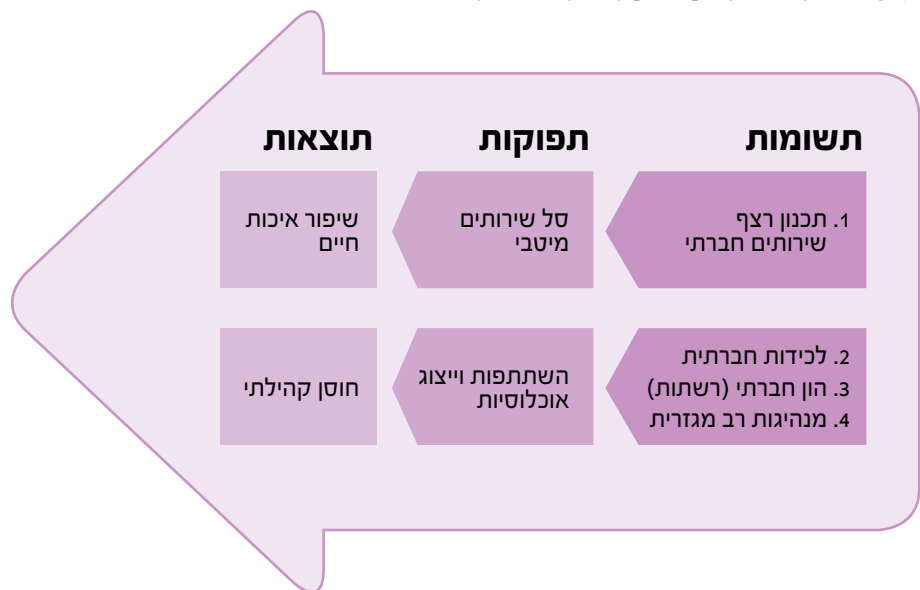 תשומות
תפוקות
תוצאות
1. תכנון רצף
שירותים חברתי
סל שירותים
מיטבי
שיפור איכות
חיים
2. לכידות חברתית
3. הון חברתי (רשתות)
4. מנהיגות רב מגזרית
השתתפות וייצוג
אוכלוסיות
חוסן קהילתי